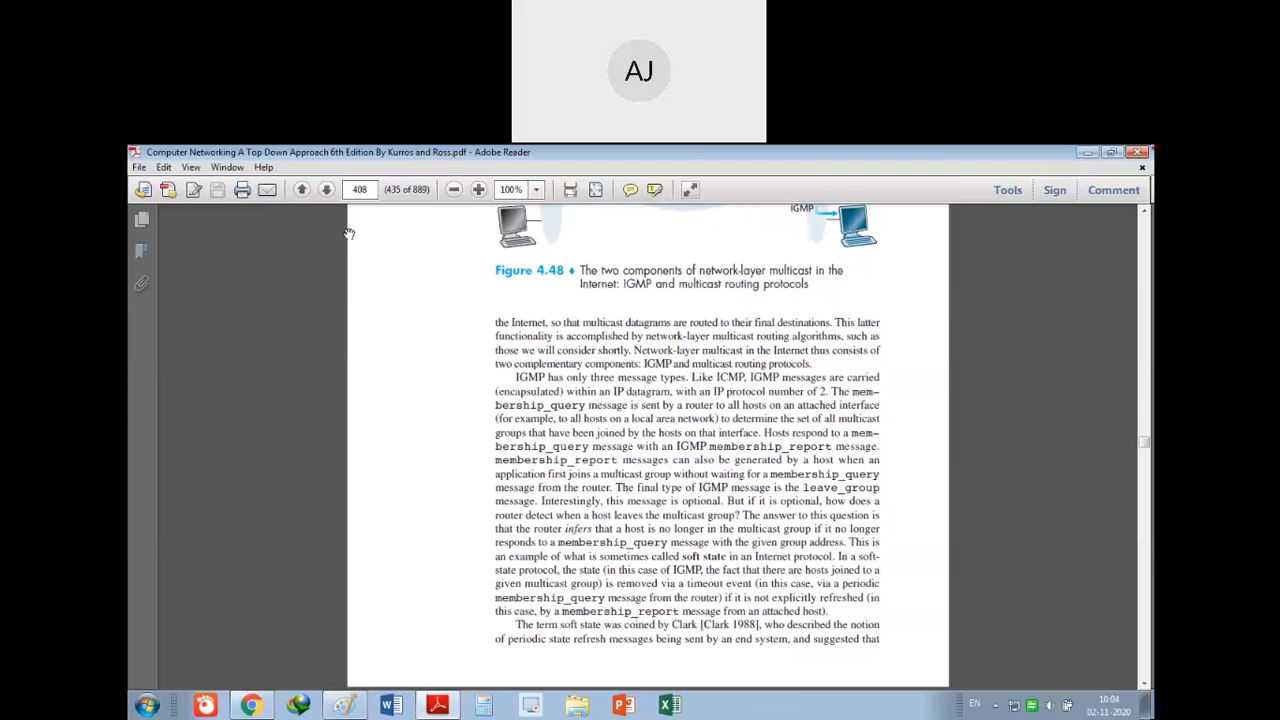 AJ
Computer Networking A Top Down Approach 6th Edition By Kurros and Ross.pdf - Adobe Reader
File Edit View Window Help
408 (435 of 889) 100% Tools Sign Comment
IGMP
Figure 4.48 ♦ The two components of network-layer multicast in the
Internet: IGMP and multicast routing protocols
the Internet, so that multicast datagrams are routed to their final destinations. This latter
functionality is accomplished by network-layer multicast routing algorithms, such as
those we will consider shortly. Network-layer multicast in the Internet thus consists of
two complementary components: IGMP and multicast routing protocols.
IGMP has only three message types. Like ICMP, IGMP messages are carried
(encapsulated) within an IP datagram, with an IP protocol number of 2. The mem-
bership_query message is sent by a router to all hosts on an attached interface
(for example, to all hosts on a local area network) to determine the set of all multicast
groups that have been joined by the hosts on that interface. Hosts respond to a mem-
bership_query message with an IGMP membership_report message.
membership_report messages can also be generated by a host when an
application first joins a multicast group without waiting for a membership_query
message from the router. The final type of IGMP message is the leave_group
message. Interestingly, this message is optional. But if it is optional, how does a
router detect when a host leaves the multicast group? The answer to this question is
that the router infers that a host is no longer in the multicast group if it no longer
responds to a membership_query message with the given group address. This is
an example of what is sometimes called soft state in an Internet protocol. In a soft-
state protocol, the state (in this case of IGMP, the fact that there are hosts joined to a
given multicast group) is removed via a timeout event (in this case, via a periodic
membership_query message from the router) if it is not explicitly refreshed (in
this case, by a membership_report message from an attached host).
The term soft state was coined by Clark [Clark 1988], who described the notion
of periodic state refresh messages being sent by an end system, and suggested that
EN 10:04
02-11-2020